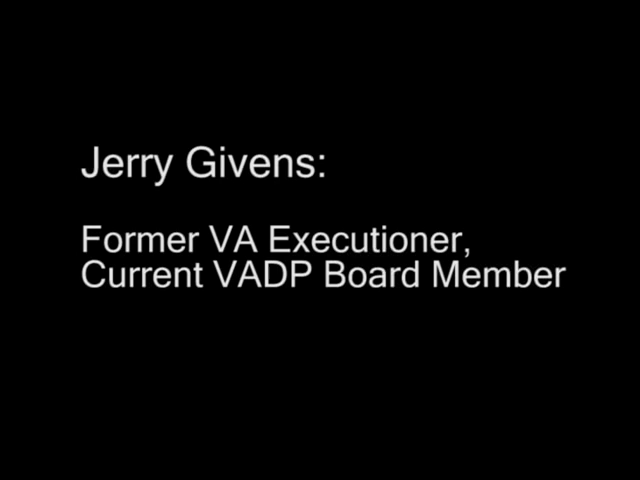 Jerry Givens:
Former VA Executioner,
Current VADP Board Member